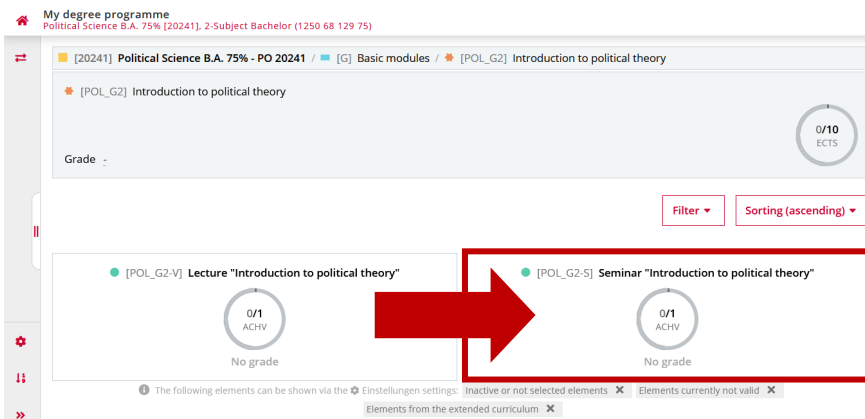 My degree programme
Political Science B.A. 75% [20241], 2-Subject Bachelor (1250 68 129 75)
[20241] Political Science B.A. 75% - PO 20241 / [G] Basic modules / [POL_G2] Introduction to political theory
[POL_G2] Introduction to political theory
0/10
ECTS
Grade -
Filter
Sorting (ascending)
[POL_G2-V] Lecture "Introduction to political theory"
0/1
ACHV
No grade
[POL_G2-S] Seminar "Introduction to political theory"
0/1
ACHV
No grade
The following elements can be shown via the Einstellungen settings: Inactive or not selected elements X Elements currently not valid X
Elements from the extended curriculum X